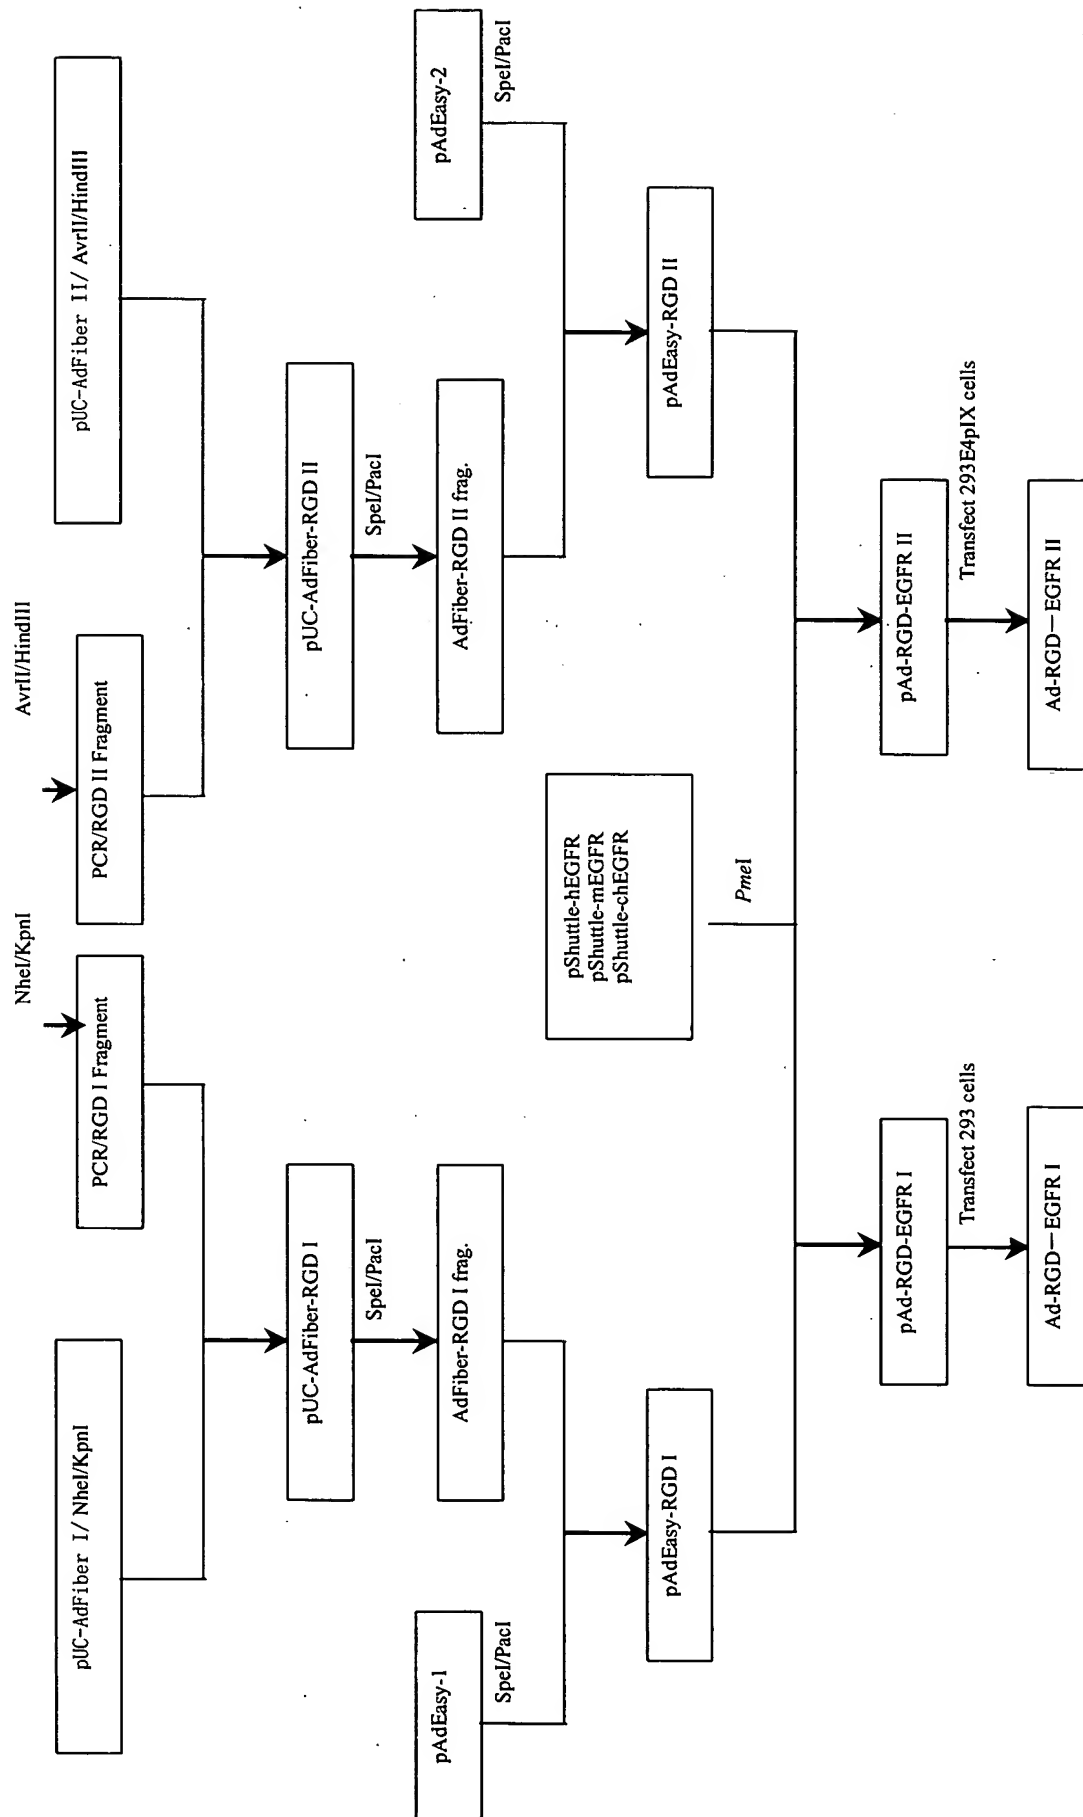 NheI/KpnI
AvrII/HindIII
pUC-AdFiber I/ NheI/KpnI
PCR/RGD I Fragment
PCR/RGD II Fragment
pUC-AdFiber II/ AvrII/HindIII
pUC-AdFiber-RGD I
pUC-AdFiber-RGD II
SpeI/PacI
SpeI/PacI
pAdEasy-1
AdFiber-RGD I frag.
AdFiber-RGD II frag.
pAdEasy-2
SpeI/PacI
SpeI/PacI
pShuttle-hEGFR
pShuttle-mEGFR
pShuttle-chEGFR
pAdEasy-RGD I
pAdEasy-RGD II
PmeI
pAd-RGD-EGFR I
pAd-RGD-EGFR II
Transfect 293 cells
Transfect 293E4pIX cells
Ad-RGD—EGFR I
Ad-RGD—EGFR II